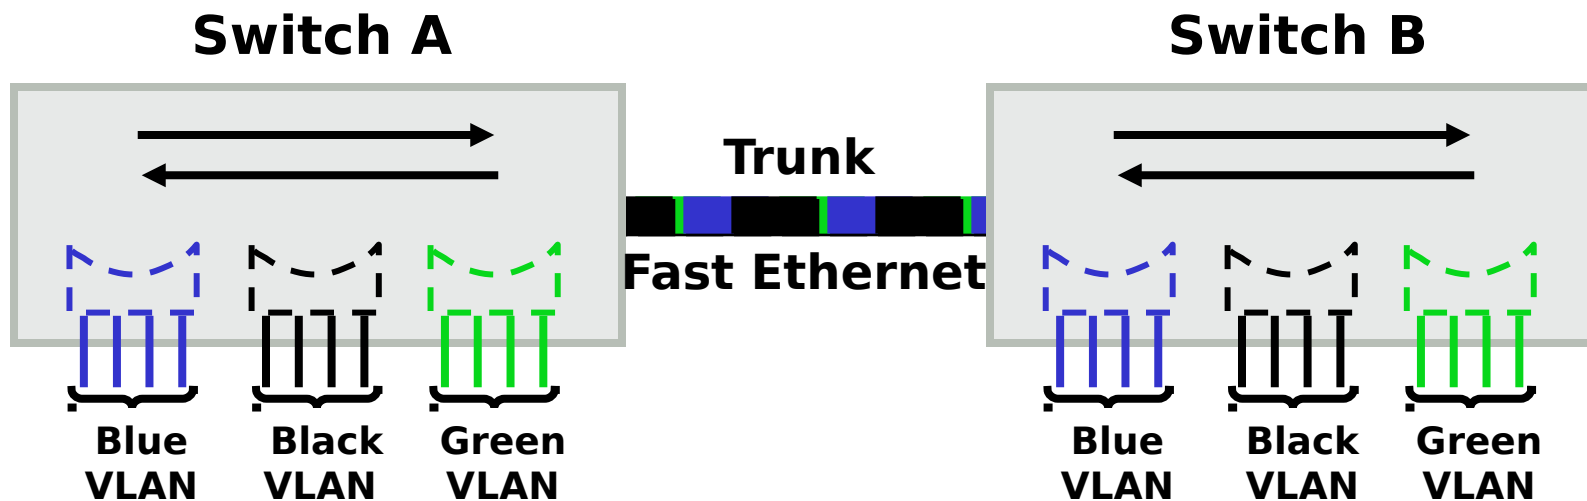 Switch A
Switch B
Trunk
Fast Ethernet
Blue
VLAN
Black
VLAN
Green
VLAN
Blue
VLAN
Black
VLAN
Green
VLAN